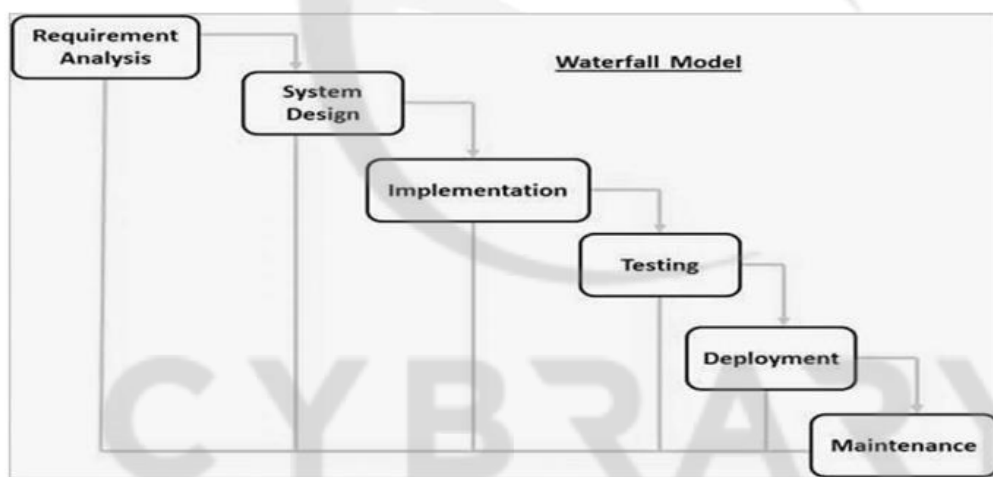 Requirement
Analysis
Waterfall Model
System
Design
Implementation
Testing
Deployment
Maintenance
CYBRARY